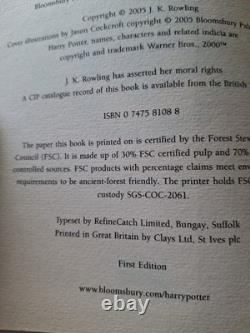 Bloomsbury
Copyright © 2005 J. K. Rowling
Cover illustrations by Jason Cockcroft copyright © 2005 Bloomsbury
Harry Potter, names, characters and related indicia are
copyright and trademark Warner Bros., 2000™
J. K. Rowling has asserted her moral rights
A CIP catalogue record of this book is available from the British
ISBN 0 7475 8108 8
The paper this book is printed on is certified by the Forest Stew
Council (FSC). It is made up of 30% FSC certified pulp and 70%
controlled sources. FSC products with percentage claims meet env
requirements to be ancient-forest friendly. The printer holds FS
custody SGS-COC-2061.
Typeset by RefineCatch Limited, Bungay, Suffolk
Printed in Great Britain by Clays Ltd, St Ives plc
First Edition
www.bloomsbury.com/harrypotter